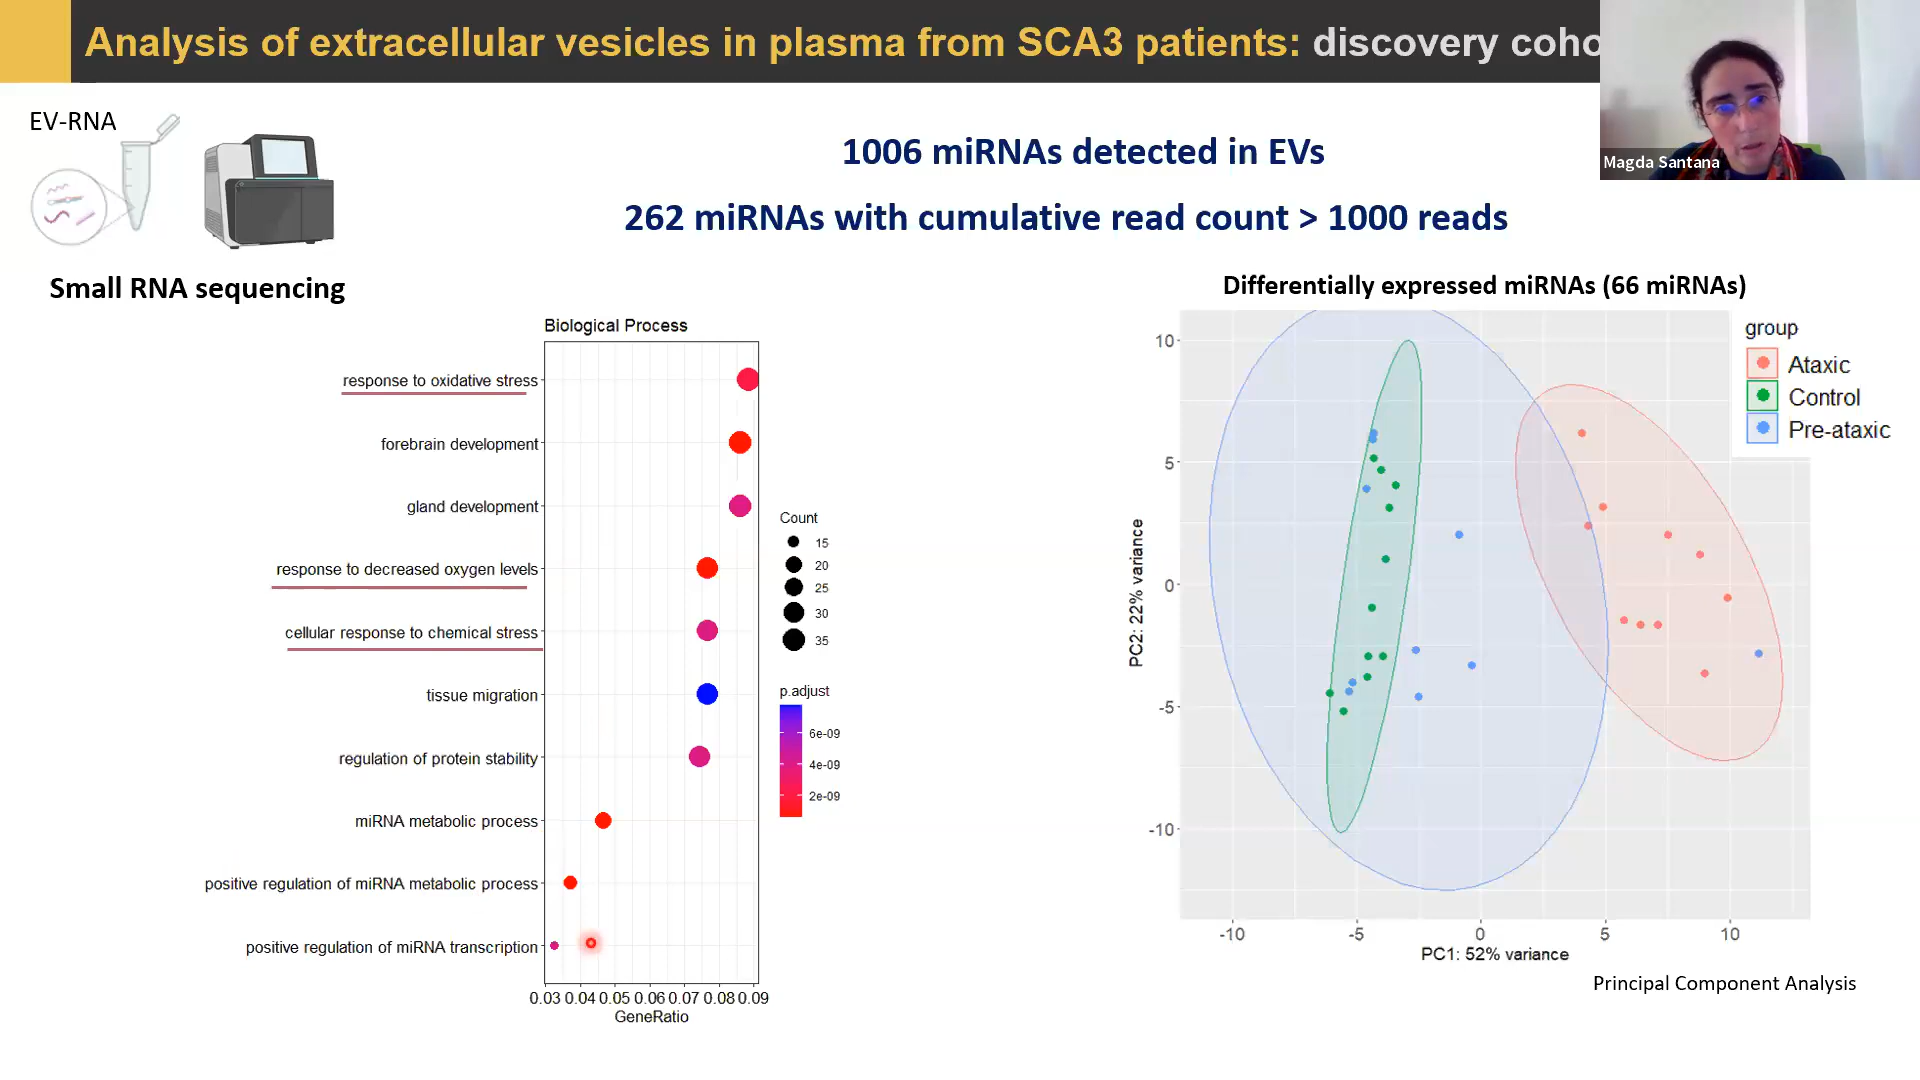 Analysis of extracellular vesicles in plasma from SCA3 patients: discovery coho
Magda Santana
EV-RNA
1006 miRNAs detected in EVs
262 miRNAs with cumulative read count > 1000 reads
Small RNA sequencing
Differentially expressed miRNAs (66 miRNAs)
Biological Process
response to oxidative stress
forebrain development
gland development
response to decreased oxygen levels
cellular response to chemical stress
tissue migration
regulation of protein stability
miRNA metabolic process
positive regulation of miRNA metabolic process
positive regulation of miRNA transcription
0.03 0.04 0.05 0.06 0.07 0.08 0.09
GeneRatio
Count
15
20
25
30
35
p.adjust
6e-09
4e-09
2e-09
group
Ataxic
Control
Pre-ataxic
10
5
0
-5
-10
PC2: 22% variance
-10 -5 0 5 10
PC1: 52% variance
Principal Component Analysis